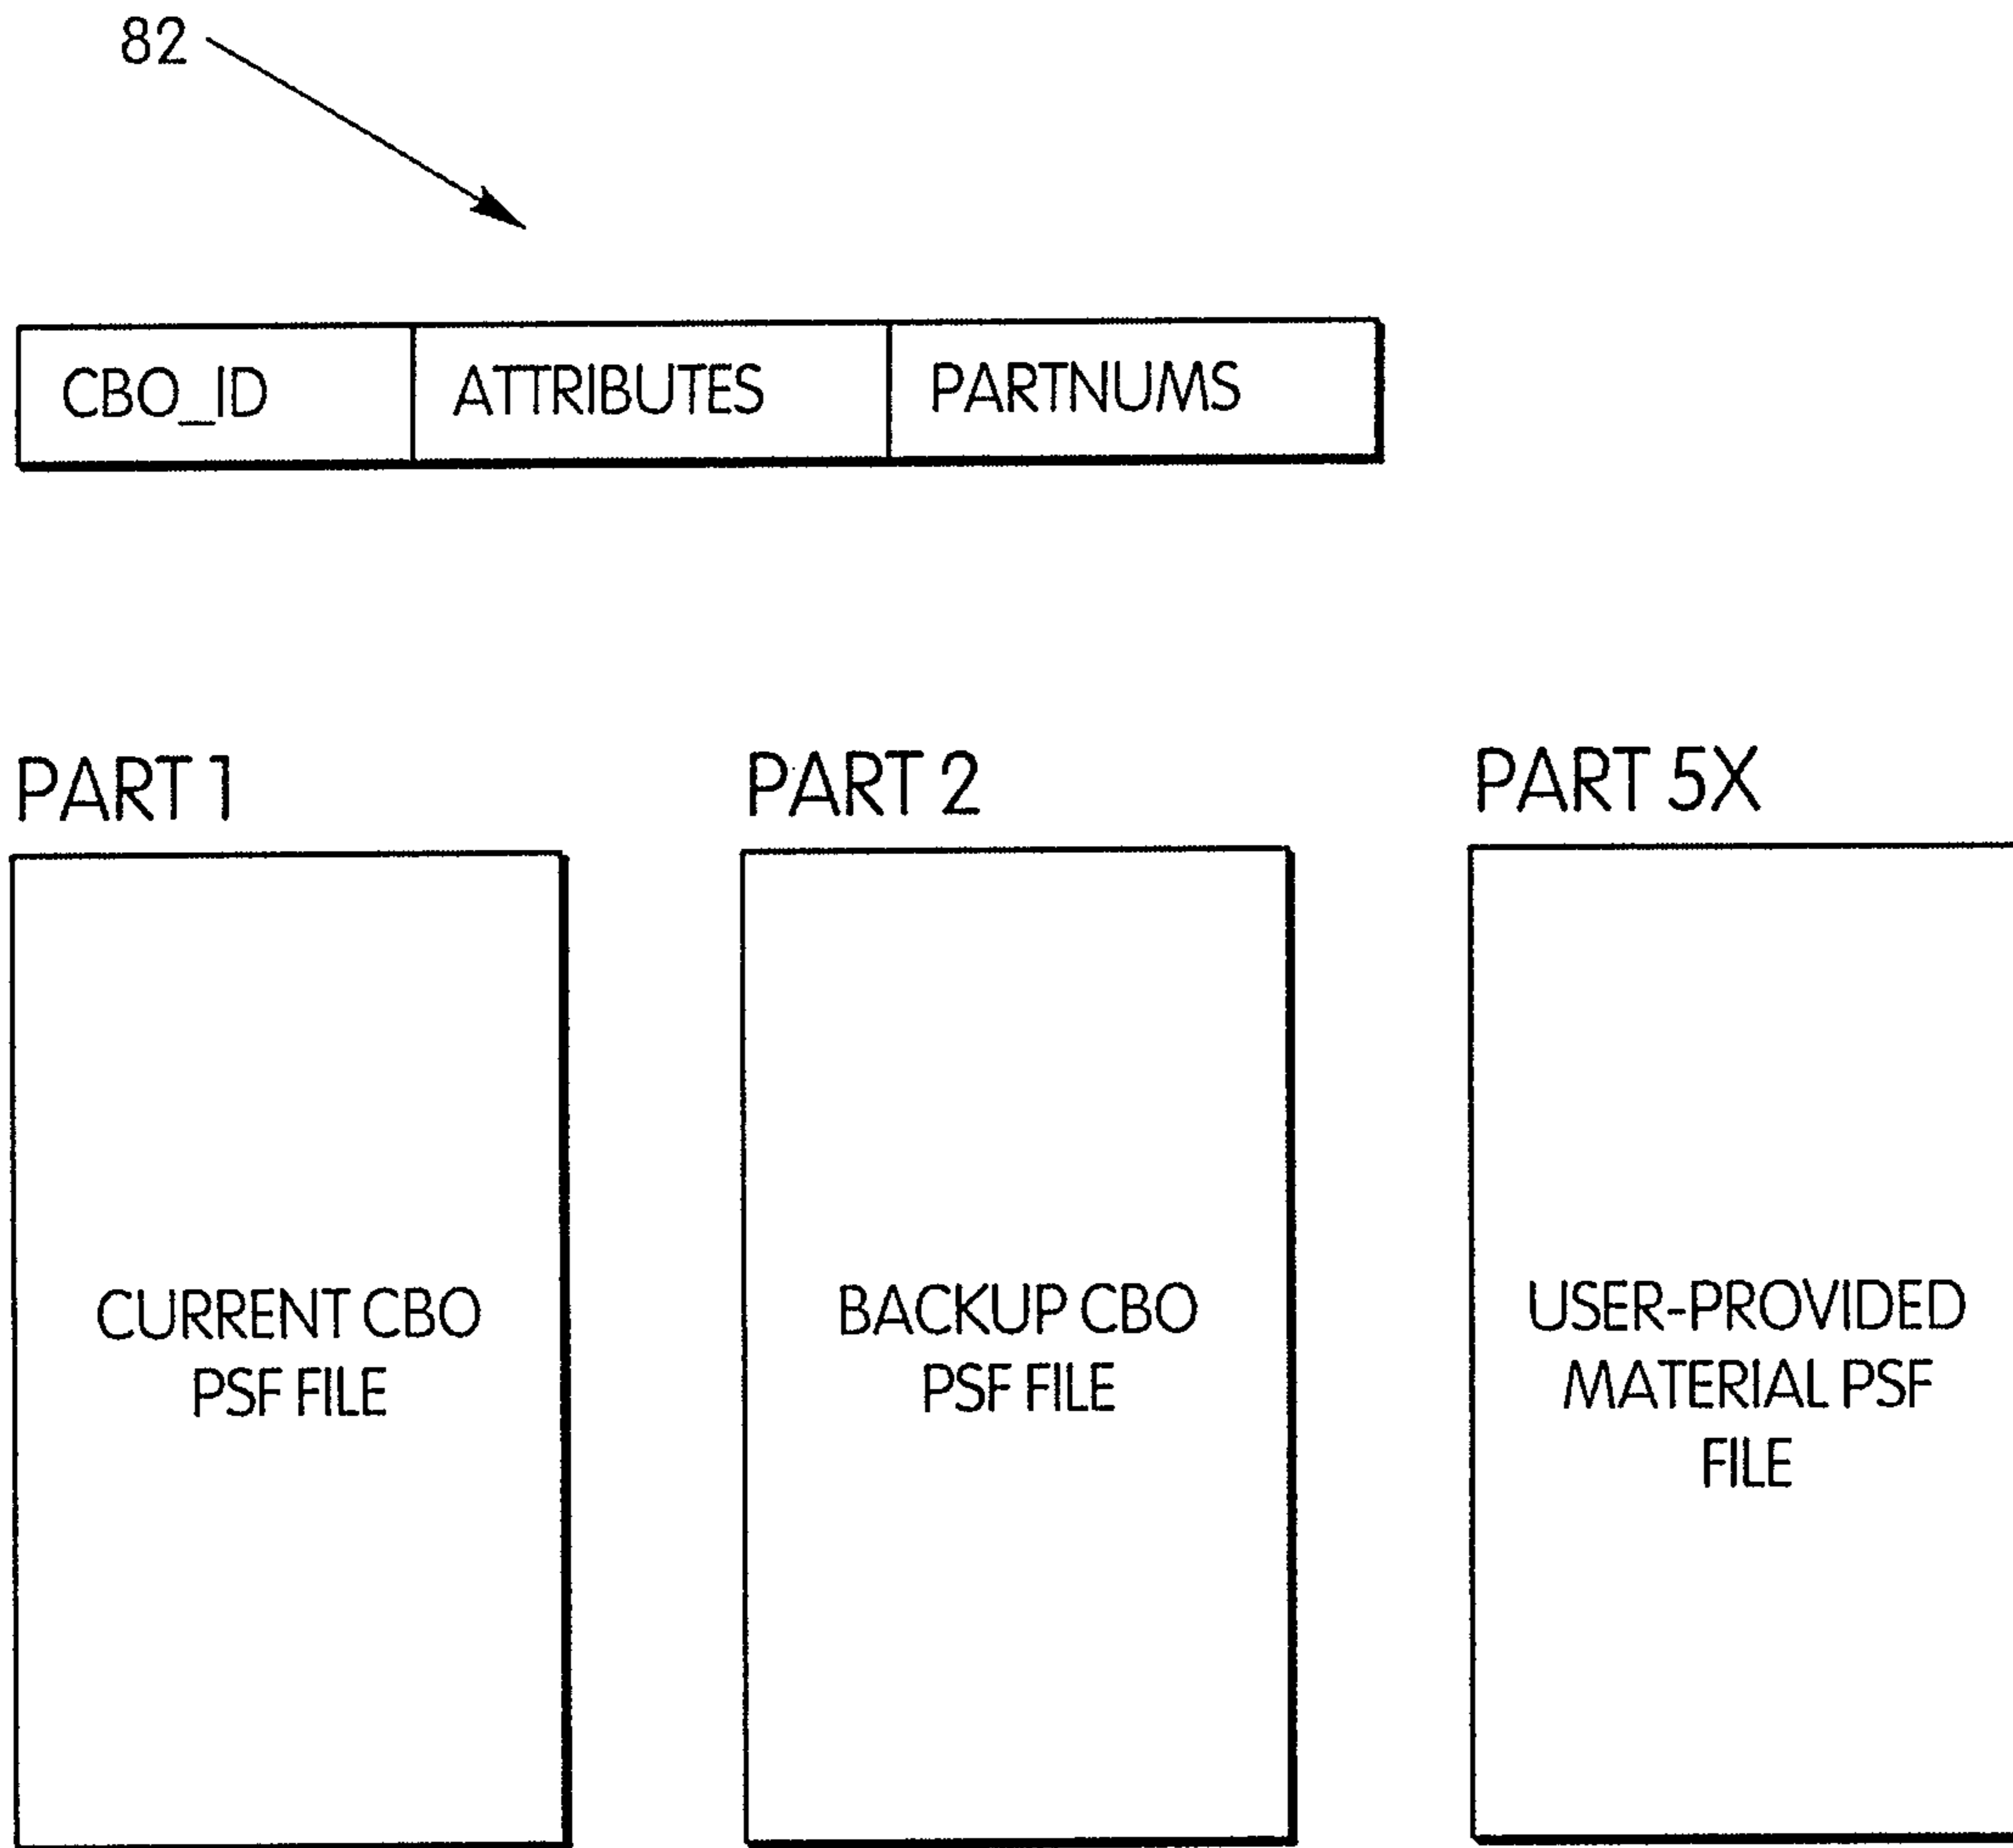 82
CBO_ID ATTRIBUTES PARTNUMS
PART 1 PART 2 PART 5X
CURRENT CBO
PSF FILE
BACKUP CBO
PSF FILE
USER-PROVIDED
MATERIAL PSF
FILE